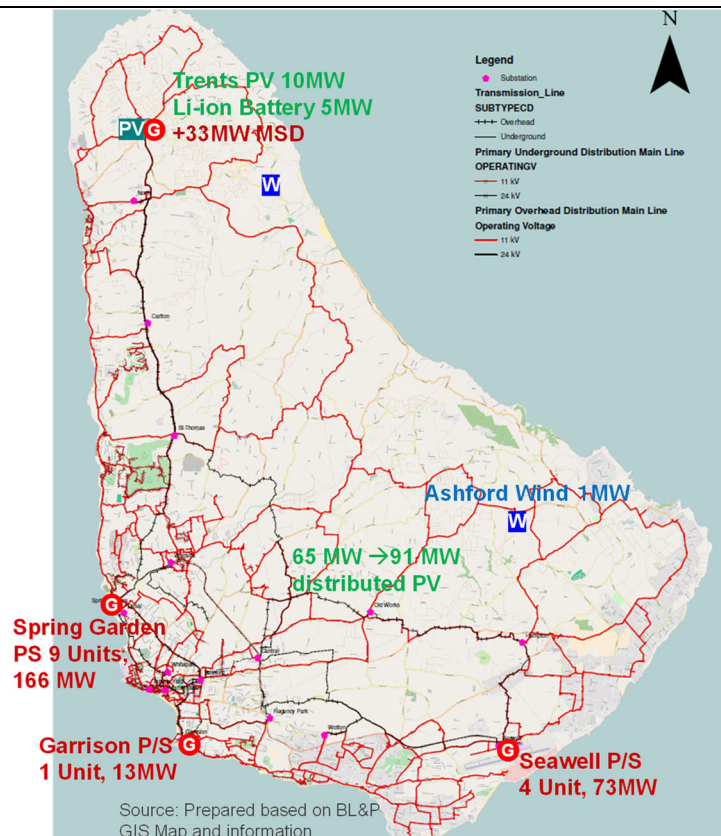 N
Legend
Substation
Transmission_Line
SUBTYPECD
Overhead
Underground
Primary Underground Distribution Main Line
OPERATINGV
11 kV
24 kV
Primary Overhead Distribution Main Line
Operating Voltage
11 kV
24 kV
Trents PV 10MW
Li-ion Battery 5MW
PV G +33MW MSD
W
North
Carlton
St-Thomas
Ashford Wind 1MW
W
65 MW →91 MW
distributed PV
G
Old Works
Hampton
Spring Garden
PS 9 Units,
166 MW
Central
Whitepark
Regency Park
Wotton
Garrison P/S
1 Unit, 13MW
G
G
Seawell P/S
4 Unit, 73MW
Source: Prepared based on BL&P
GIS Map and information